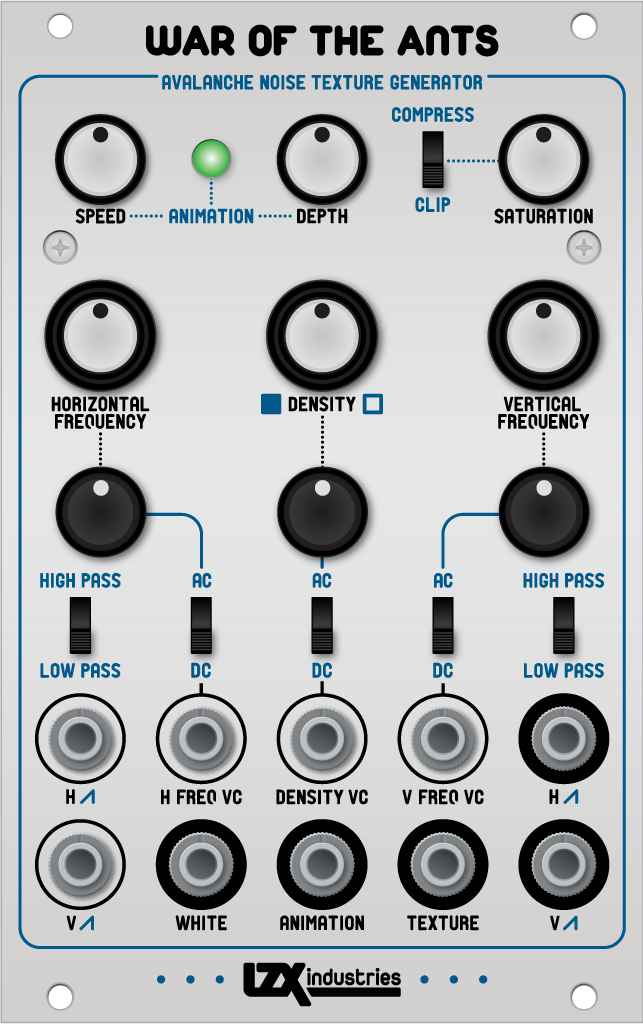 WAR OF THE ANTS
AVALANCHE NOISE TEXTURE GENERATOR
COMPRESS
CLIP
SPEED
ANIMATION
DEPTH
SATURATION
HORIZONTAL
FREQUENCY
DENSITY
VERTICAL
FREQUENCY
HIGH PASS
AC
AC
AC
HIGH PASS
LOW PASS
DC
DC
DC
LOW PASS
H
H FREQ VC
DENSITY VC
V FREQ VC
H
V
WHITE
ANIMATION
TEXTURE
V
LZX industries